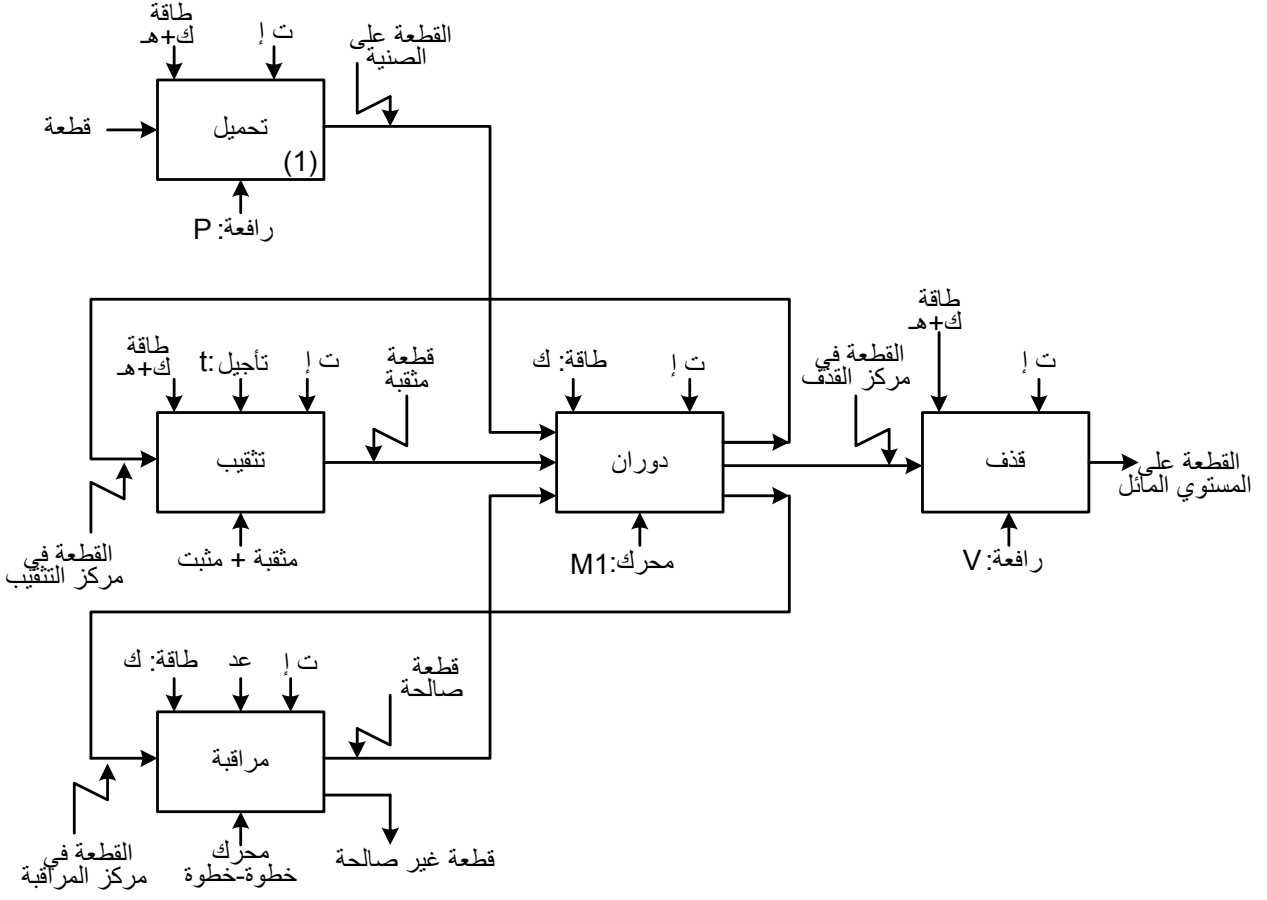 طاقة
ك+هـ
ت إ
القطعة على
الصنية
قطعة
تحميل
(1)
رافعة: P
طاقة
ك+هـ
تأجيل: t
ت إ
قطعة
مثقبة
طاقة: ك
ت إ
القطعة في
مركز القذف
طاقة
ك+هـ
ت إ
تثقيب
دوران
قذف
القطعة على
المستوي المائل
القطعة في
مركز التثقيب
مثقبة + مثبت
محرك: M1
رافعة: V
طاقة: ك
عد
ت إ
قطعة
صالحة
مراقبة
القطعة في
مركز المراقبة
محرك
خطوة-خطوة
قطعة غير صالحة